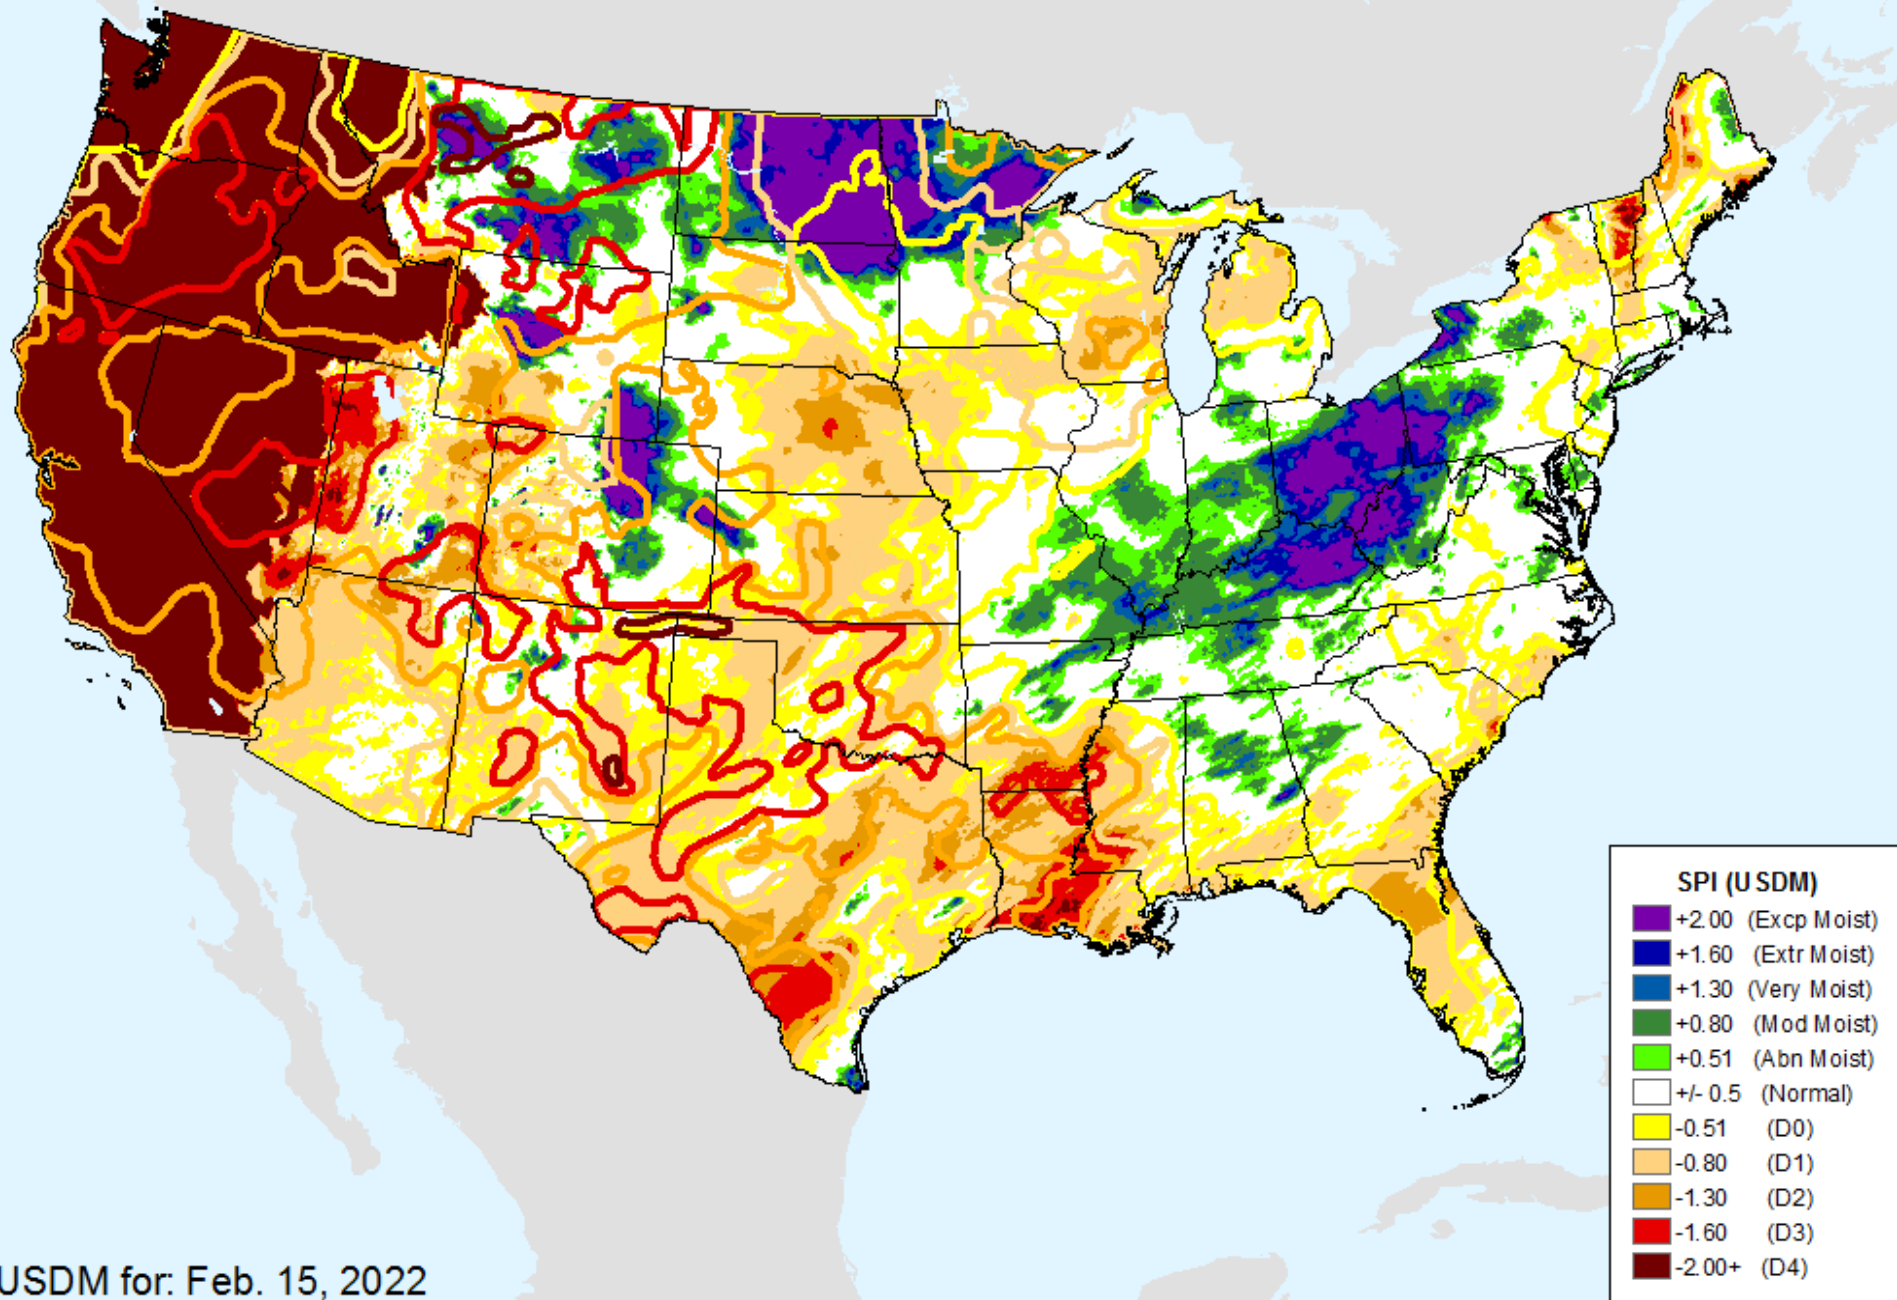 SPI (USDM)
+2.00 (Excp Moist)
+1.60 (Extr Moist)
+1.30 (Very Moist)
+0.80 (Mod Moist)
+0.51 (Abn Moist)
+/- 0.5 (Normal)
-0.51 (D0)
-0.80 (D1)
-1.30 (D2)
-1.60 (D3)
-2.00+ (D4)
USDM for: Feb. 15, 2022